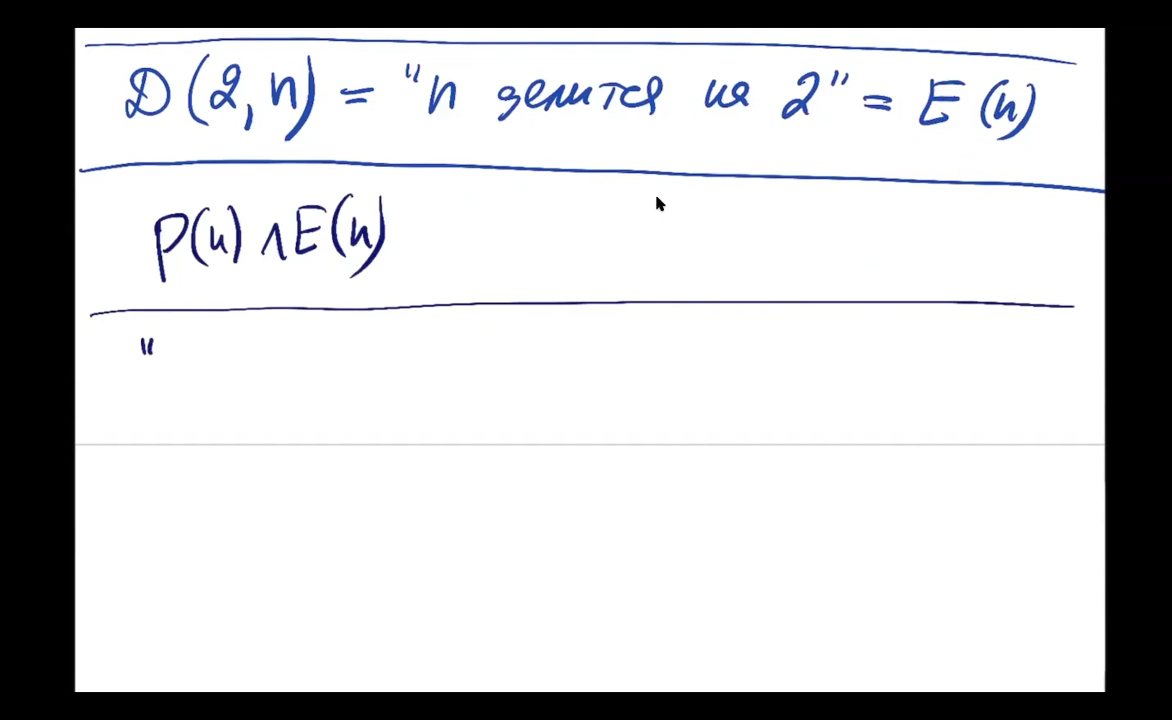 D(2,n) = "n делится на 2" = E(n)
P(n) ∧ E(n)
"